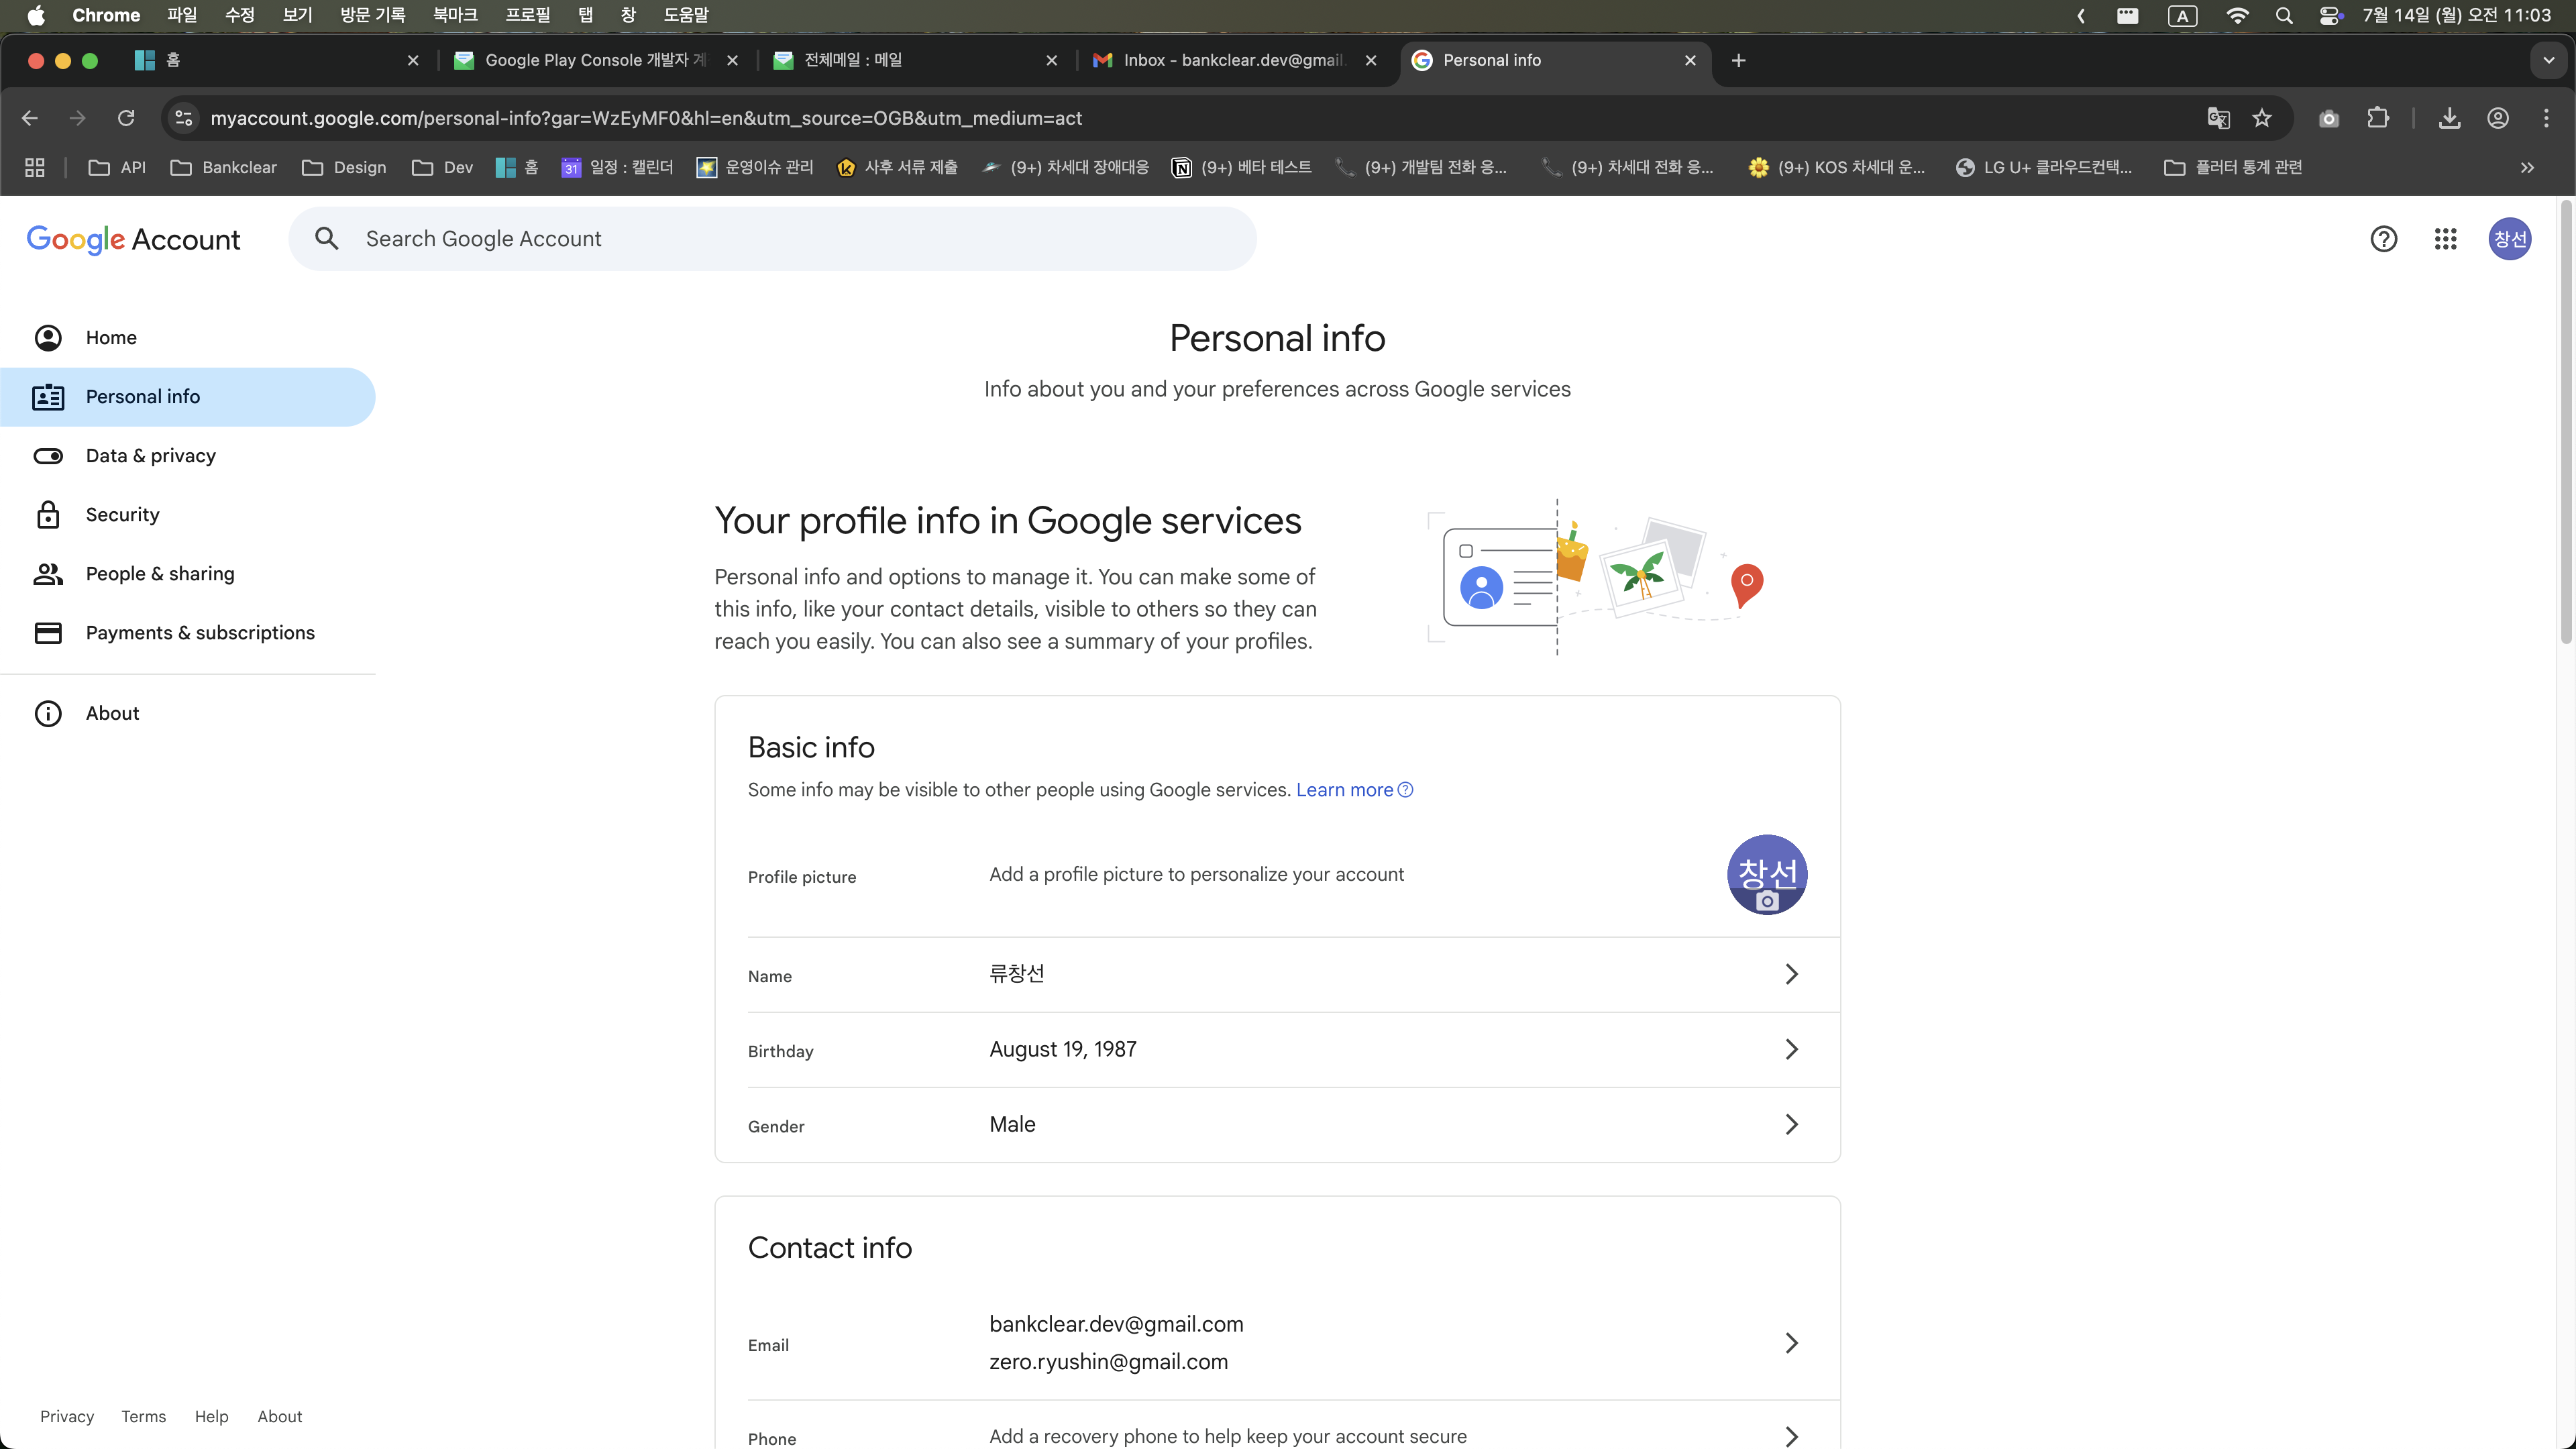 Chrome 파일 수정 보기 방문 기록 북마크 프로필 탭 창 도움말 A 7월 14일 (월) 오전 11:03
홈 Google Play Console 개발자 계 전체메일 : 메일 Inbox - bankclear.dev@gmail. Personal info
myaccount.google.com/personal-info?gar=WzEyMF0&hl=en&utm_source=OGB&utm_medium=act
API Bankclear Design Dev 홈 31 일정 : 캘린더 운영이슈 관리 사후 서류 제출 (9+) 차세대 장애대응 (9+) 베타 테스트 (9+) 개발팀 전화 응... (9+) 차세대 전화 응... (9+) KOS 차세대 운... LG U+ 클라우드컨택... 플러터 통계 관련
Google Account Search Google Account 창선
Home
Personal info
Data & privacy
Security
People & sharing
Payments & subscriptions
About
Personal info
Info about you and your preferences across Google services
Your profile info in Google services
Personal info and options to manage it. You can make some of
this info, like your contact details, visible to others so they can
reach you easily. You can also see a summary of your profiles.
Basic info
Some info may be visible to other people using Google services. Learn more
Profile picture Add a profile picture to personalize your account 창선
Name 류창선
Birthday August 19, 1987
Gender Male
Contact info
Email bankclear.dev@gmail.com
zero.ryushin@gmail.com
Phone Add a recovery phone to help keep your account secure
Privacy Terms Help About